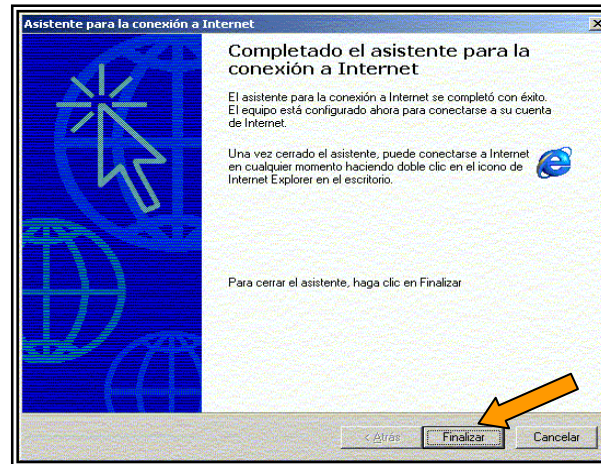 Asistente para la conexión a Internet
Completado el asistente para la
conexión a Internet
El asistente para la conexión a Internet se completó con éxito.
El equipo está configurado ahora para conectarse a su cuenta
de Internet.
Una vez cerrado el asistente, puede conectarse a Internet
en cualquier momento haciendo doble clic en el icono de
Internet Explorer en el escritorio.
Para cerrar el asistente, haga clic en Finalizar
< Atrás Finalizar Cancelar